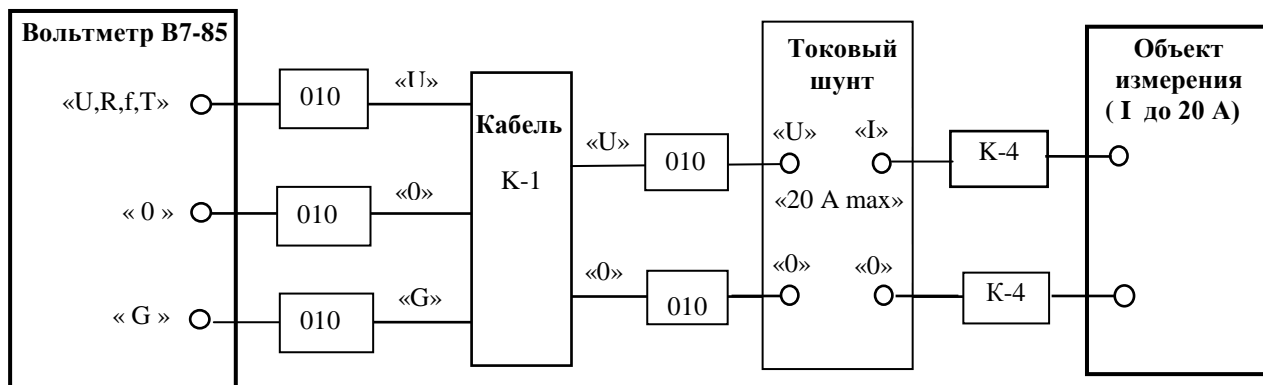 Вольтметр В7-85
«U,R,f,T»
« 0 »
« G »
010
«U»
010
«0»
010
«G»
Кабель
К-1
«U»
010
«0»
010
Токовый
шунт
«U» «I»
«20 А max»
«0» «0»
К-4
К-4
Объект
измерения
( I до 20 А)